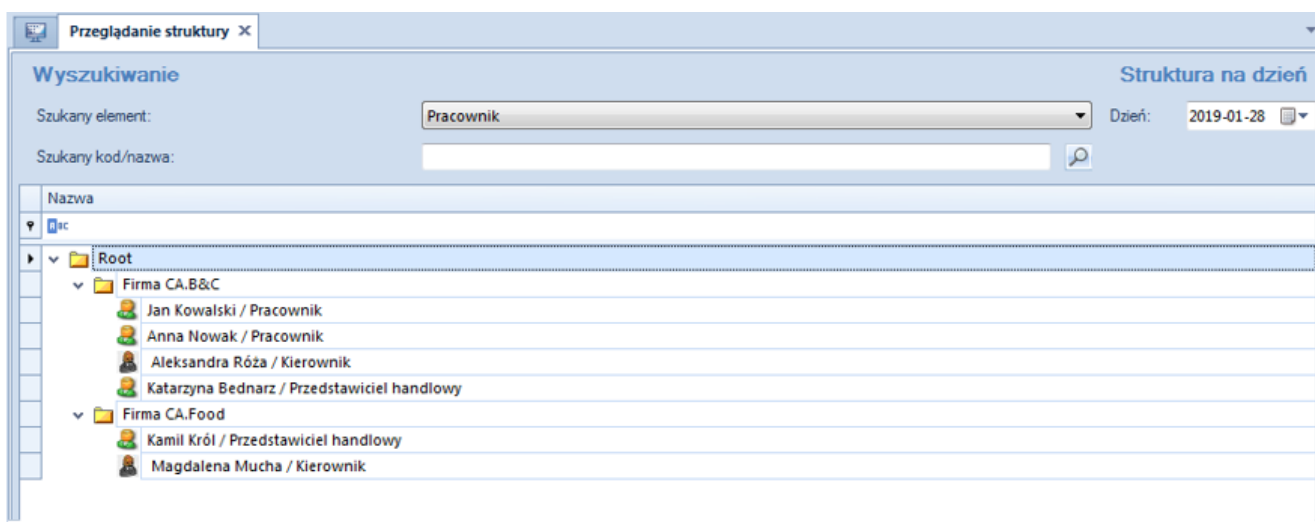 Przeglądanie struktury
Wyszukiwanie Struktura na dzień
Szukany element: Pracownik Dzień: 2019-01-28
Szukany kod/nazwa:
Nazwa
ABC
Root
Firma CA.B&C
Jan Kowalski / Pracownik
Anna Nowak / Pracownik
Aleksandra Róża / Kierownik
Katarzyna Bednarz / Przedstawiciel handlowy
Firma CA.Food
Kamil Król / Przedstawiciel handlowy
Magdalena Mucha / Kierownik